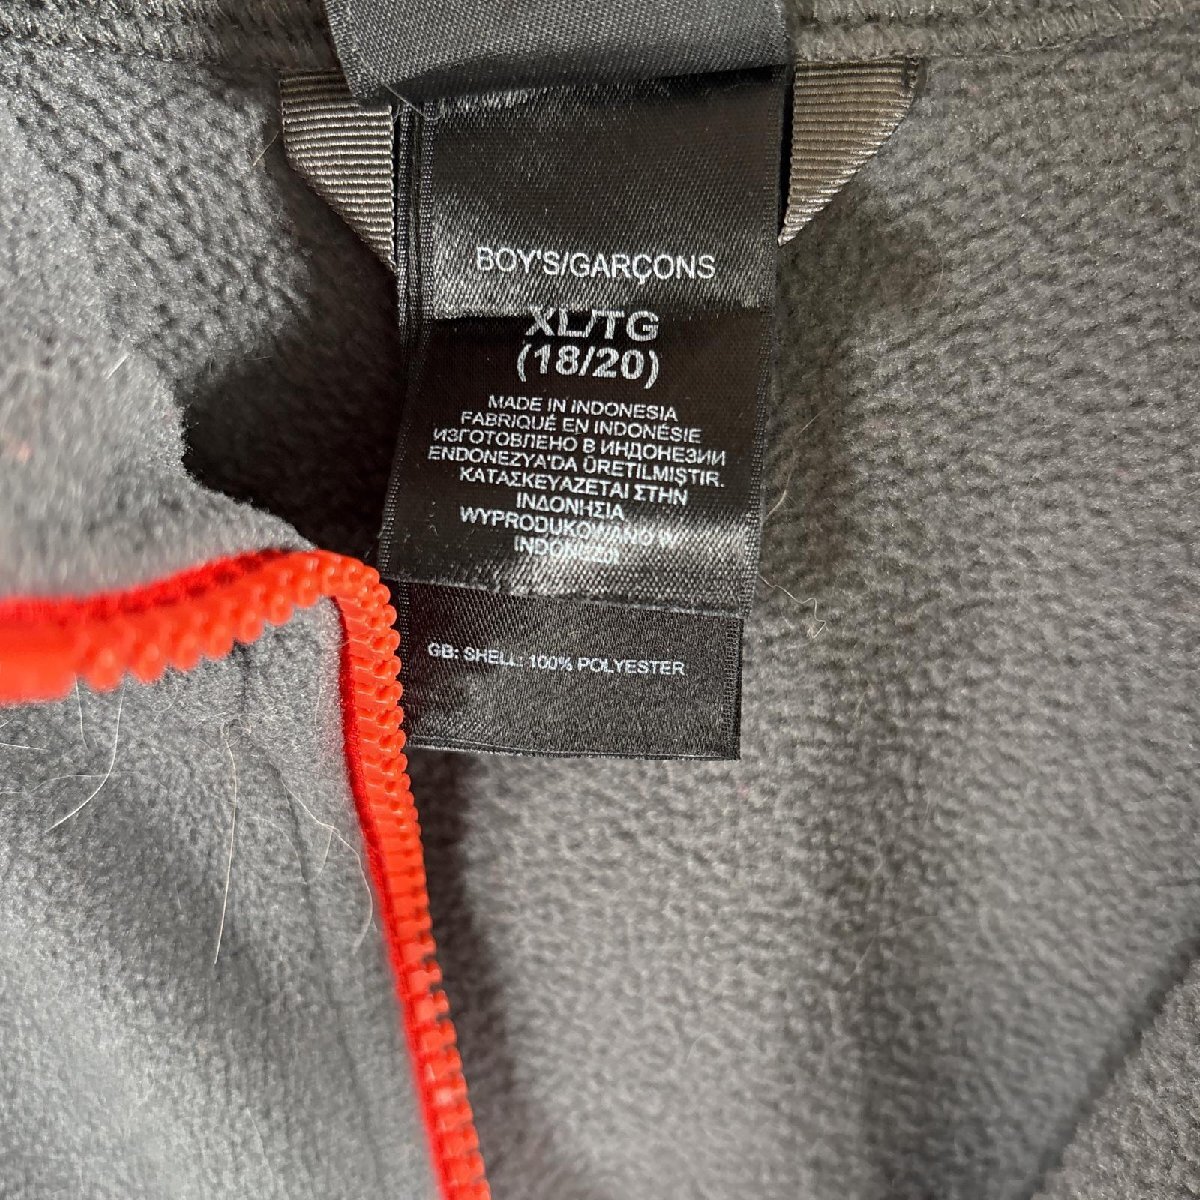 BOY'S/GARÇONS
XL/TG
(18/20)
MADE IN INDONESIA
FABRIQUÉ EN INDONÉSIE
ИЗГОТОВЛЕНО В ИНДОНЕЗИИ
ENDONEZYA'DA ÜRETILMIŞTIR.
ΚΑΤΑΣΚΕΥΑΖΕΤΑΙ ΣΤΗΝ
ΙΝΔΟΝΗΣΙΑ
WYPRODUKOWANO W
INDONEZJI
GB: SHELL: 100% POLYESTER